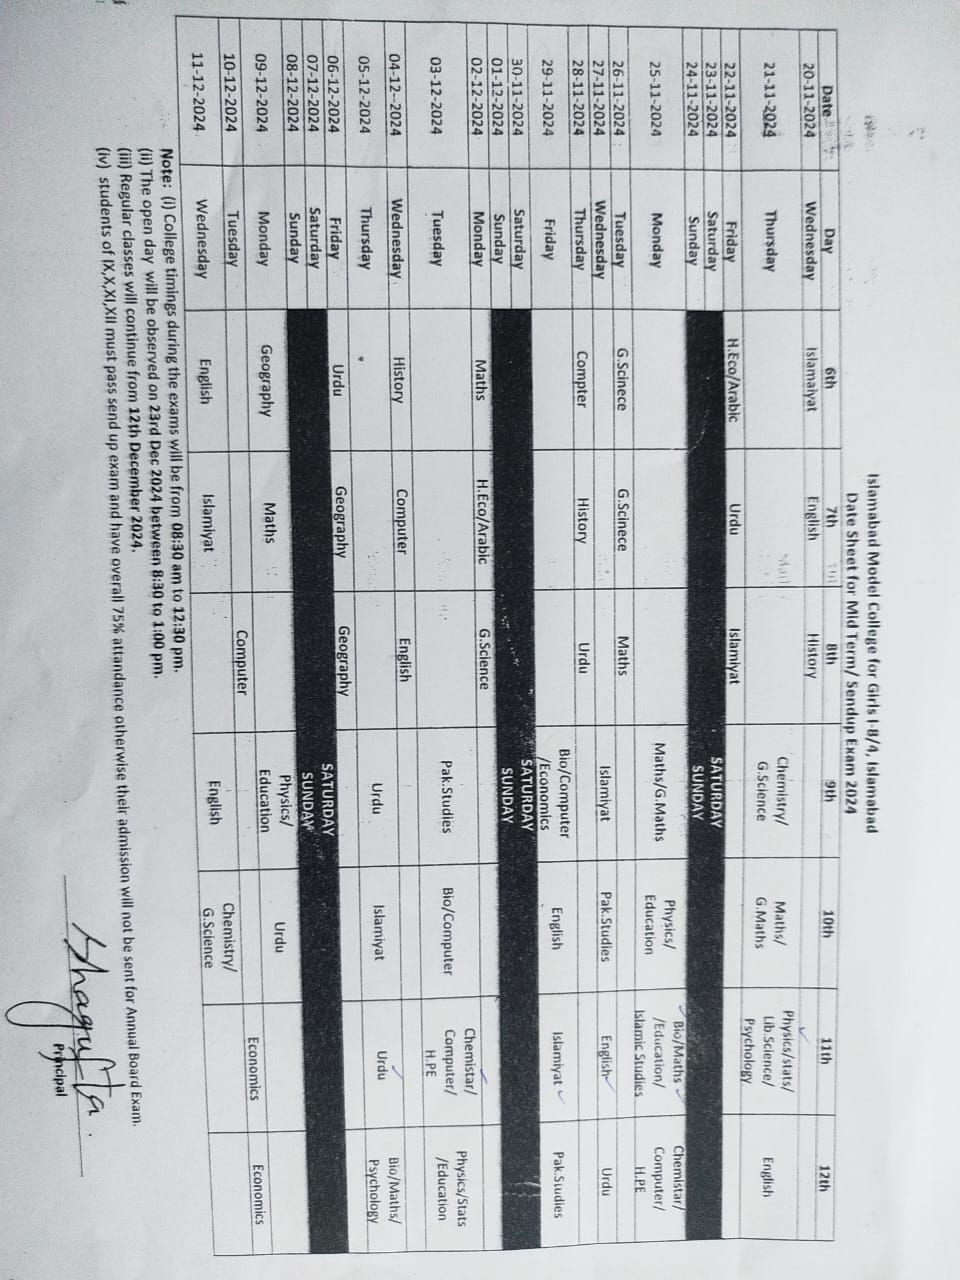 Islamabad Model College for Girls I-8/4, Islamabad
Date Sheet for Mid Term/ Sendup Exam 2024
Date Day 6th 7th 8th 9th 10th 11th 12th
20-11-2024 Wednesday Islamaiyat English History
21-11-2024 Thursday Chemistry/ G.Science Maths/ G.Maths Physics/stats/ Lib.Science/ Psychology English
22-11-2024 Friday H.Eco/Arabic Urdu Islamiyat
23-11-2024 Saturday SATURDAY
24-11-2024 Sunday SUNDAY
25-11-2024 Monday Maths/G.Maths Physics/ Education Bio/Maths /Education/ Islamic Studies Chemistar/ Computer/ H.PE
26-11-2024 Tuesday G.Scinece G.Scinece Maths
27-11-2024 Wednesday Islamiyat Pak.Studies English Urdu
28-11-2024 Thursday Compter History Urdu
29-11-2024 Friday Bio/Computer /Economics English Islamiyat Pak.Studies
30-11-2024 Saturday SATURDAY
01-12-2024 Sunday SUNDAY
02-12-2024 Monday Maths H.Eco/Arabic G.Science
03-12-2024 Tuesday Pak.Studies Bio/Computer Chemistar/ Computer/ H.PE Physics/Stats /Education
04-12--2024 Wednesday History Computer English
05-12-2024 Thursday Urdu Islamiyat Urdu Bio/Maths/ Psychology
06-12-2024 Friday Urdu Geography Geography
07-12-2024 Saturday SATURDAY
08-12-2024 Sunday SUNDAY
09-12-2024 Monday Geography Maths Physics/ Education Urdu Economics Economics
10-12-2024 Tuesday Computer
11-12-2024 Wednesday English Islamiyat English Chemistry/ G.Science
Note: (i) College timings during the exams will be from 08:30 am to 12:30 pm.
(ii) The open day will be observed on 23rd Dec 2024 between 8:30 to 1:00 pm.
(iii) Regular classes will continue from 12th December 2024.
(iv) students of IX,X,XI,XII must pass send up exam and have overall 75% attandance otherwise their admission will not be sent for Annual Board Exam.
Shagufta
Principal